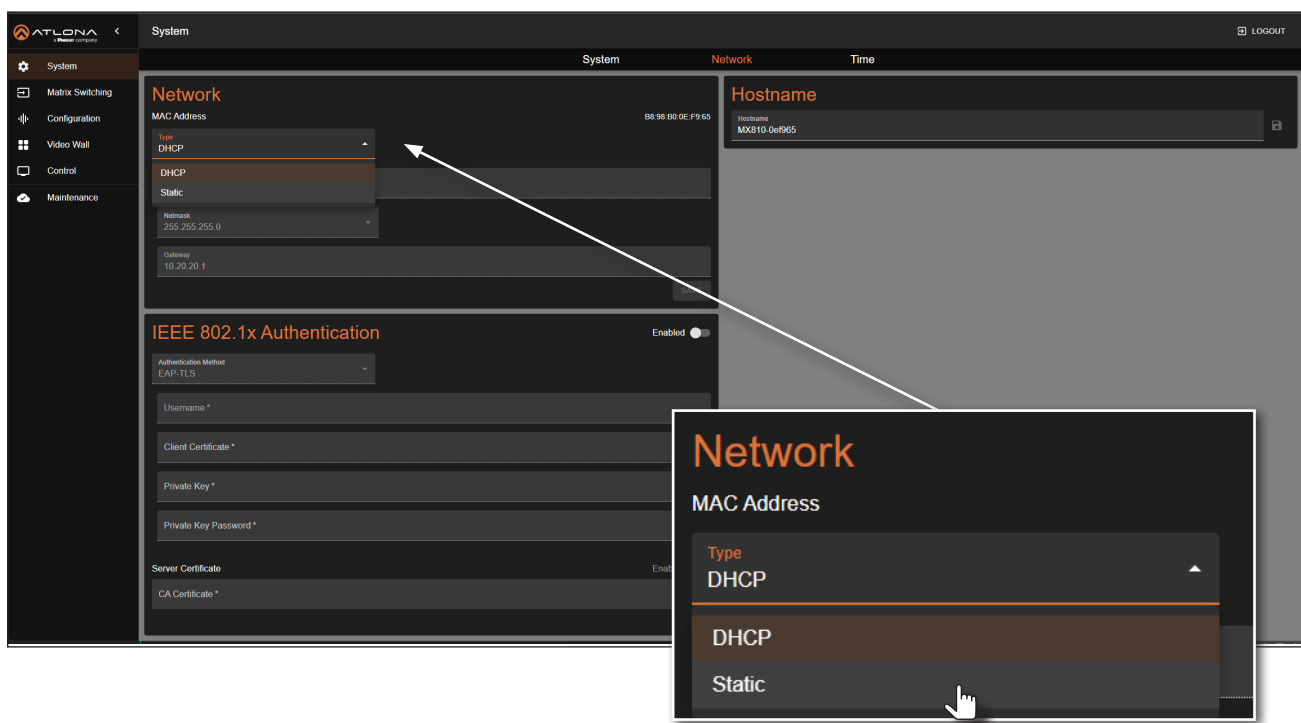 ATLONA
a Panduit company
System
LOGOUT
System
Matrix Switching
Configuration
Video Wall
Control
Maintenance
System
Network
Time
Network
MAC Address
B8:98:B0:0E:F9:65
Type
DHCP
DHCP
Static
Netmask
255.255.255.0
Gateway
10.20.20.1
Hostname
Hostname
MX810-0ef965
IEEE 802.1x Authentication
Enabled
Authentication Method
EAP-TLS
Username *
Client Certificate *
Private Key *
Private Key Password *
Server Certificate
CA Certificate *
Network
MAC Address
Type
DHCP
DHCP
Static